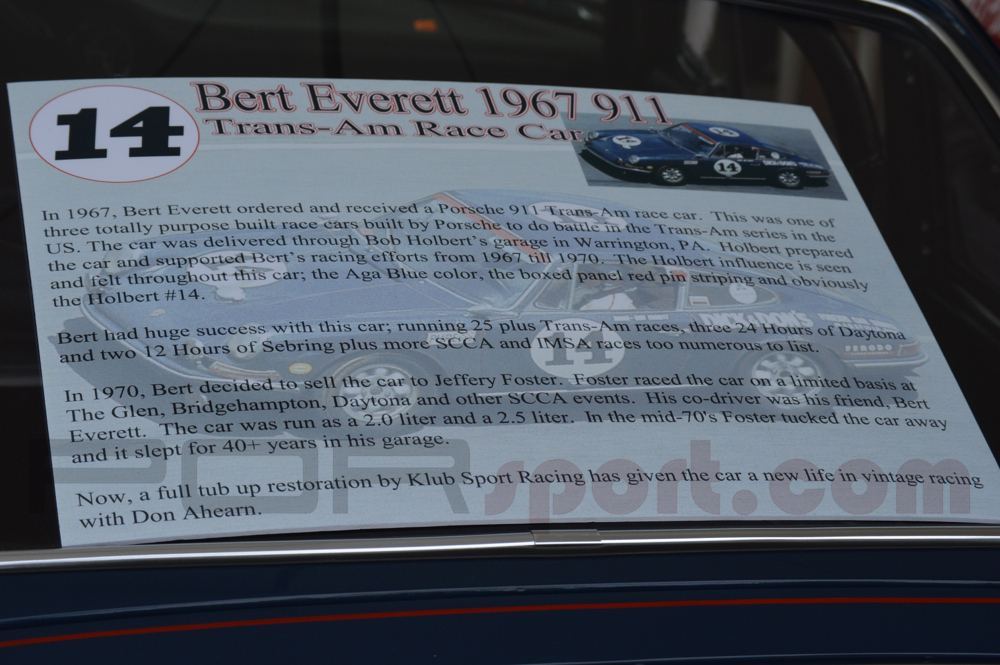 14
Bert Everett 1967 911
Trans-Am Race Car
14
In 1967, Bert Everett ordered and received a Porsche 911 Trans-Am race car. This was one of
three totally purpose built race cars built by Porsche to do battle in the Trans-Am series in the
US. The car was delivered through Bob Holbert's garage in Warrington, PA. Holbert prepared
the car and supported Bert's racing efforts from 1967 till 1970. The Holbert influence is seen
and felt throughout this car; the Aga Blue color, the boxed panel red pin striping and obviously
the Holbert #14.
Bert had huge success with this car; running 25 plus Trans-Am races, three 24 Hours of Daytona
and two 12 Hours of Sebring plus more SCCA and IMSA races too numerous to list.
DICK & DON'S
14
In 1970, Bert decided to sell the car to Jeffery Foster. Foster raced the car on a limited basis at
The Glen, Bridgehampton, Daytona and other SCCA events. His co-driver was his friend, Bert
Everett. The car was run as a 2.0 liter and a 2.5 liter. In the mid-70's Foster tucked the car away
and it slept for 40+ years in his garage.
Now, a full tub up restoration by Klub Sport Racing has given the car a new life in vintage racing
with Don Ahearn.
PORsport.com